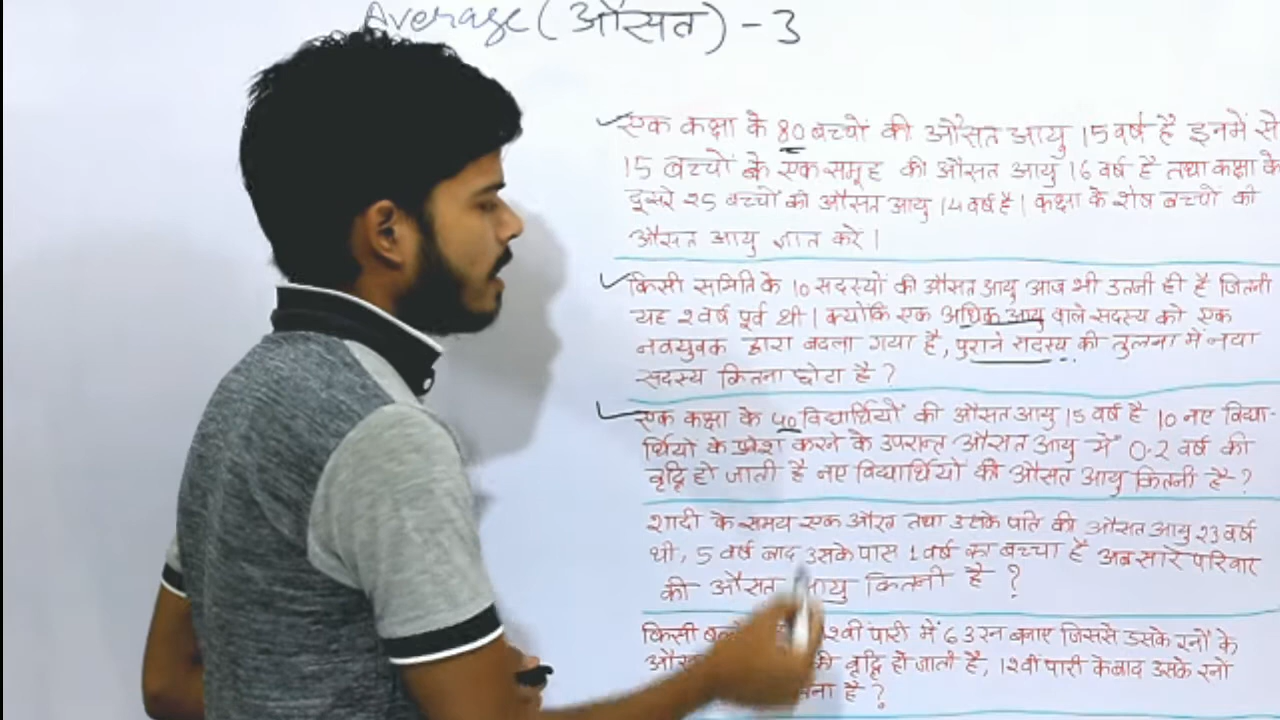 Average (औसत) - 3
एक कक्षा के 80 बच्चों की औसत आयु 15 वर्ष है इनमें से
15 बच्चों के एक समूह की औसत आयु 16 वर्ष है तथा कक्षा के
दूसरे 25 बच्चों की औसत आयु 14 वर्ष है। कक्षा के शेष बच्चों की
औसत आयु ज्ञात करें।
किसी समिति के 10 सदस्यों की औसत आयु आज भी उतनी ही है जितनी
यह 2 वर्ष पूर्व थी। क्योंकि एक अधिक आयु वाले सदस्य को एक
नवयुवक द्वारा बदला गया है, पुराने सदस्य की तुलना में नया
सदस्य कितना छोटा है?
एक कक्षा के 40 विद्यार्थियों की औसत आयु 15 वर्ष है 10 नए विद्या-
र्थियों के प्रवेश करने के उपरान्त औसत आयु में 0.2 वर्ष की
वृद्धि हो जाती है नए विद्यार्थियों की औसत आयु कितनी है?
शादी के समय एक औरत तथा उसके पति की औसत आयु 23 वर्ष
थी, 5 वर्ष बाद उसके पास 1 वर्ष का बच्चा है अब सारे परिवार
की औसत आयु कितनी है ?
किसी 12वीं पारी में 63 रन बनाए जिससे उसके रनों के
की वृद्धि हो जाती है, 12वीं पारी के बाद उसके रनों
है ?